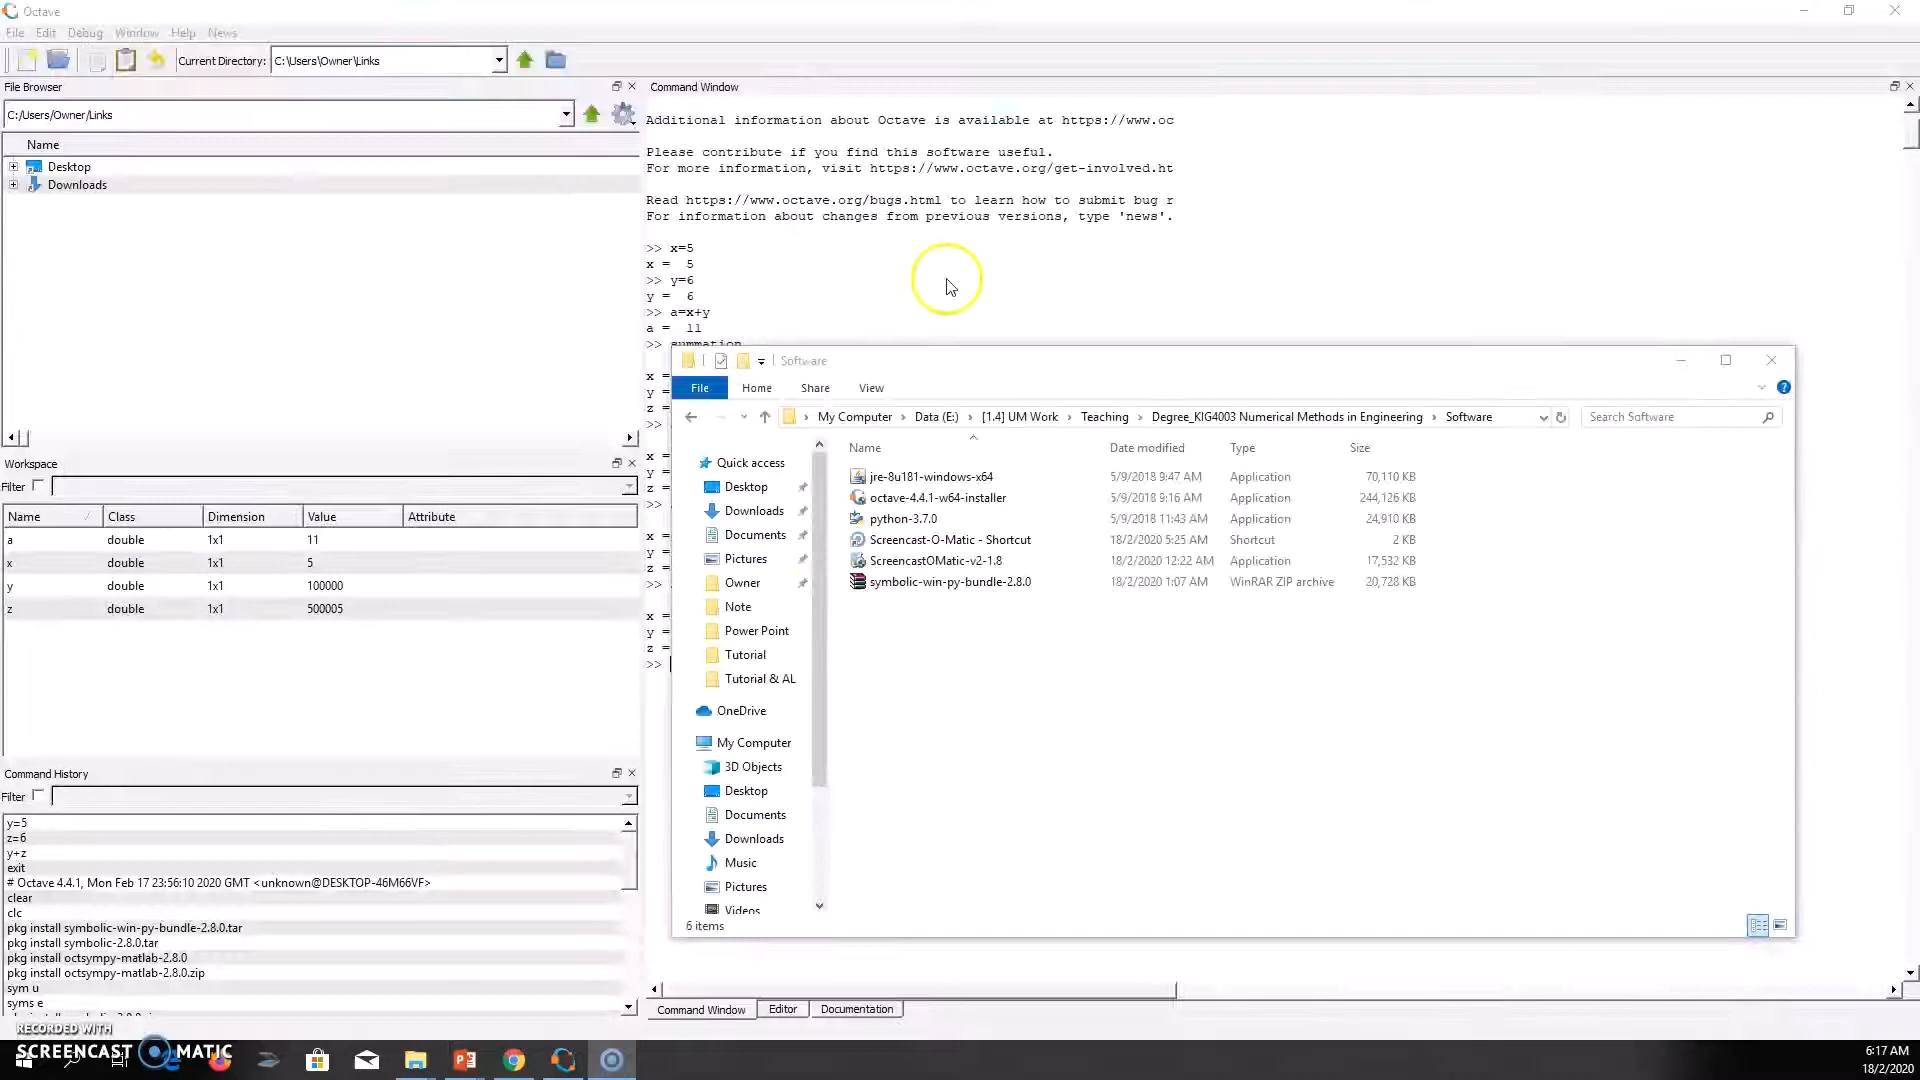 Octave
File Edit Debug Window Help News
Current Directory: C:\Users\Owner\Links
File Browser
C:/Users/Owner/Links
Name
Desktop
Downloads
Workspace
Filter
Name Class Dimension Value Attribute
a double 1x1 11
x double 1x1 5
y double 1x1 100000
z double 1x1 500005
Command History
Filter
y=5
z=6
y+z
exit
# Octave 4.4.1, Mon Feb 17 23:56:10 2020 GMT <unknown@DESKTOP-46M66VF>
clear
clc
pkg install symbolic-win-py-bundle-2.8.0.tar
pkg install symbolic-2.8.0.tar
pkg install octsympy-matlab-2.8.0
pkg install octsympy-matlab-2.8.0.zip
sym u
syms e
Command Window
Additional information about Octave is available at https://www.oc
Please contribute if you find this software useful.
For more information, visit https://www.octave.org/get-involved.ht
Read https://www.octave.org/bugs.html to learn how to submit bug r
For information about changes from previous versions, type 'news'.
>> x=5
x = 5
>> y=6
y = 6
>> a=x+y
a = 11
>> summation
x =
y =
z =
>>
x =
y =
z =
>>
x =
y =
z =
>>
x =
y =
z =
>>
Software
File Home Share View
My Computer > Data (E:) > [1.4] UM Work > Teaching > Degree_KIG4003 Numerical Methods in Engineering > Software
Search Software
Quick access
Desktop
Downloads
Documents
Pictures
Owner
Note
Power Point
Tutorial
Tutorial & AL
OneDrive
My Computer
3D Objects
Desktop
Documents
Downloads
Music
Pictures
Videos
Name Date modified Type Size
jre-8u181-windows-x64 5/9/2018 9:47 AM Application 70,110 KB
octave-4.4.1-w64-installer 5/9/2018 9:16 AM Application 244,126 KB
python-3.7.0 5/9/2018 11:43 AM Application 24,910 KB
Screencast-O-Matic - Shortcut 18/2/2020 5:25 AM Shortcut 2 KB
ScreencastOMatic-v2-1.8 18/2/2020 12:22 AM Application 17,532 KB
symbolic-win-py-bundle-2.8.0 18/2/2020 1:07 AM WinRAR ZIP archive 20,728 KB
6 items
Command Window Editor Documentation
RECORDED WITH
SCREENCAST MATIC
6:17 AM
18/2/2020